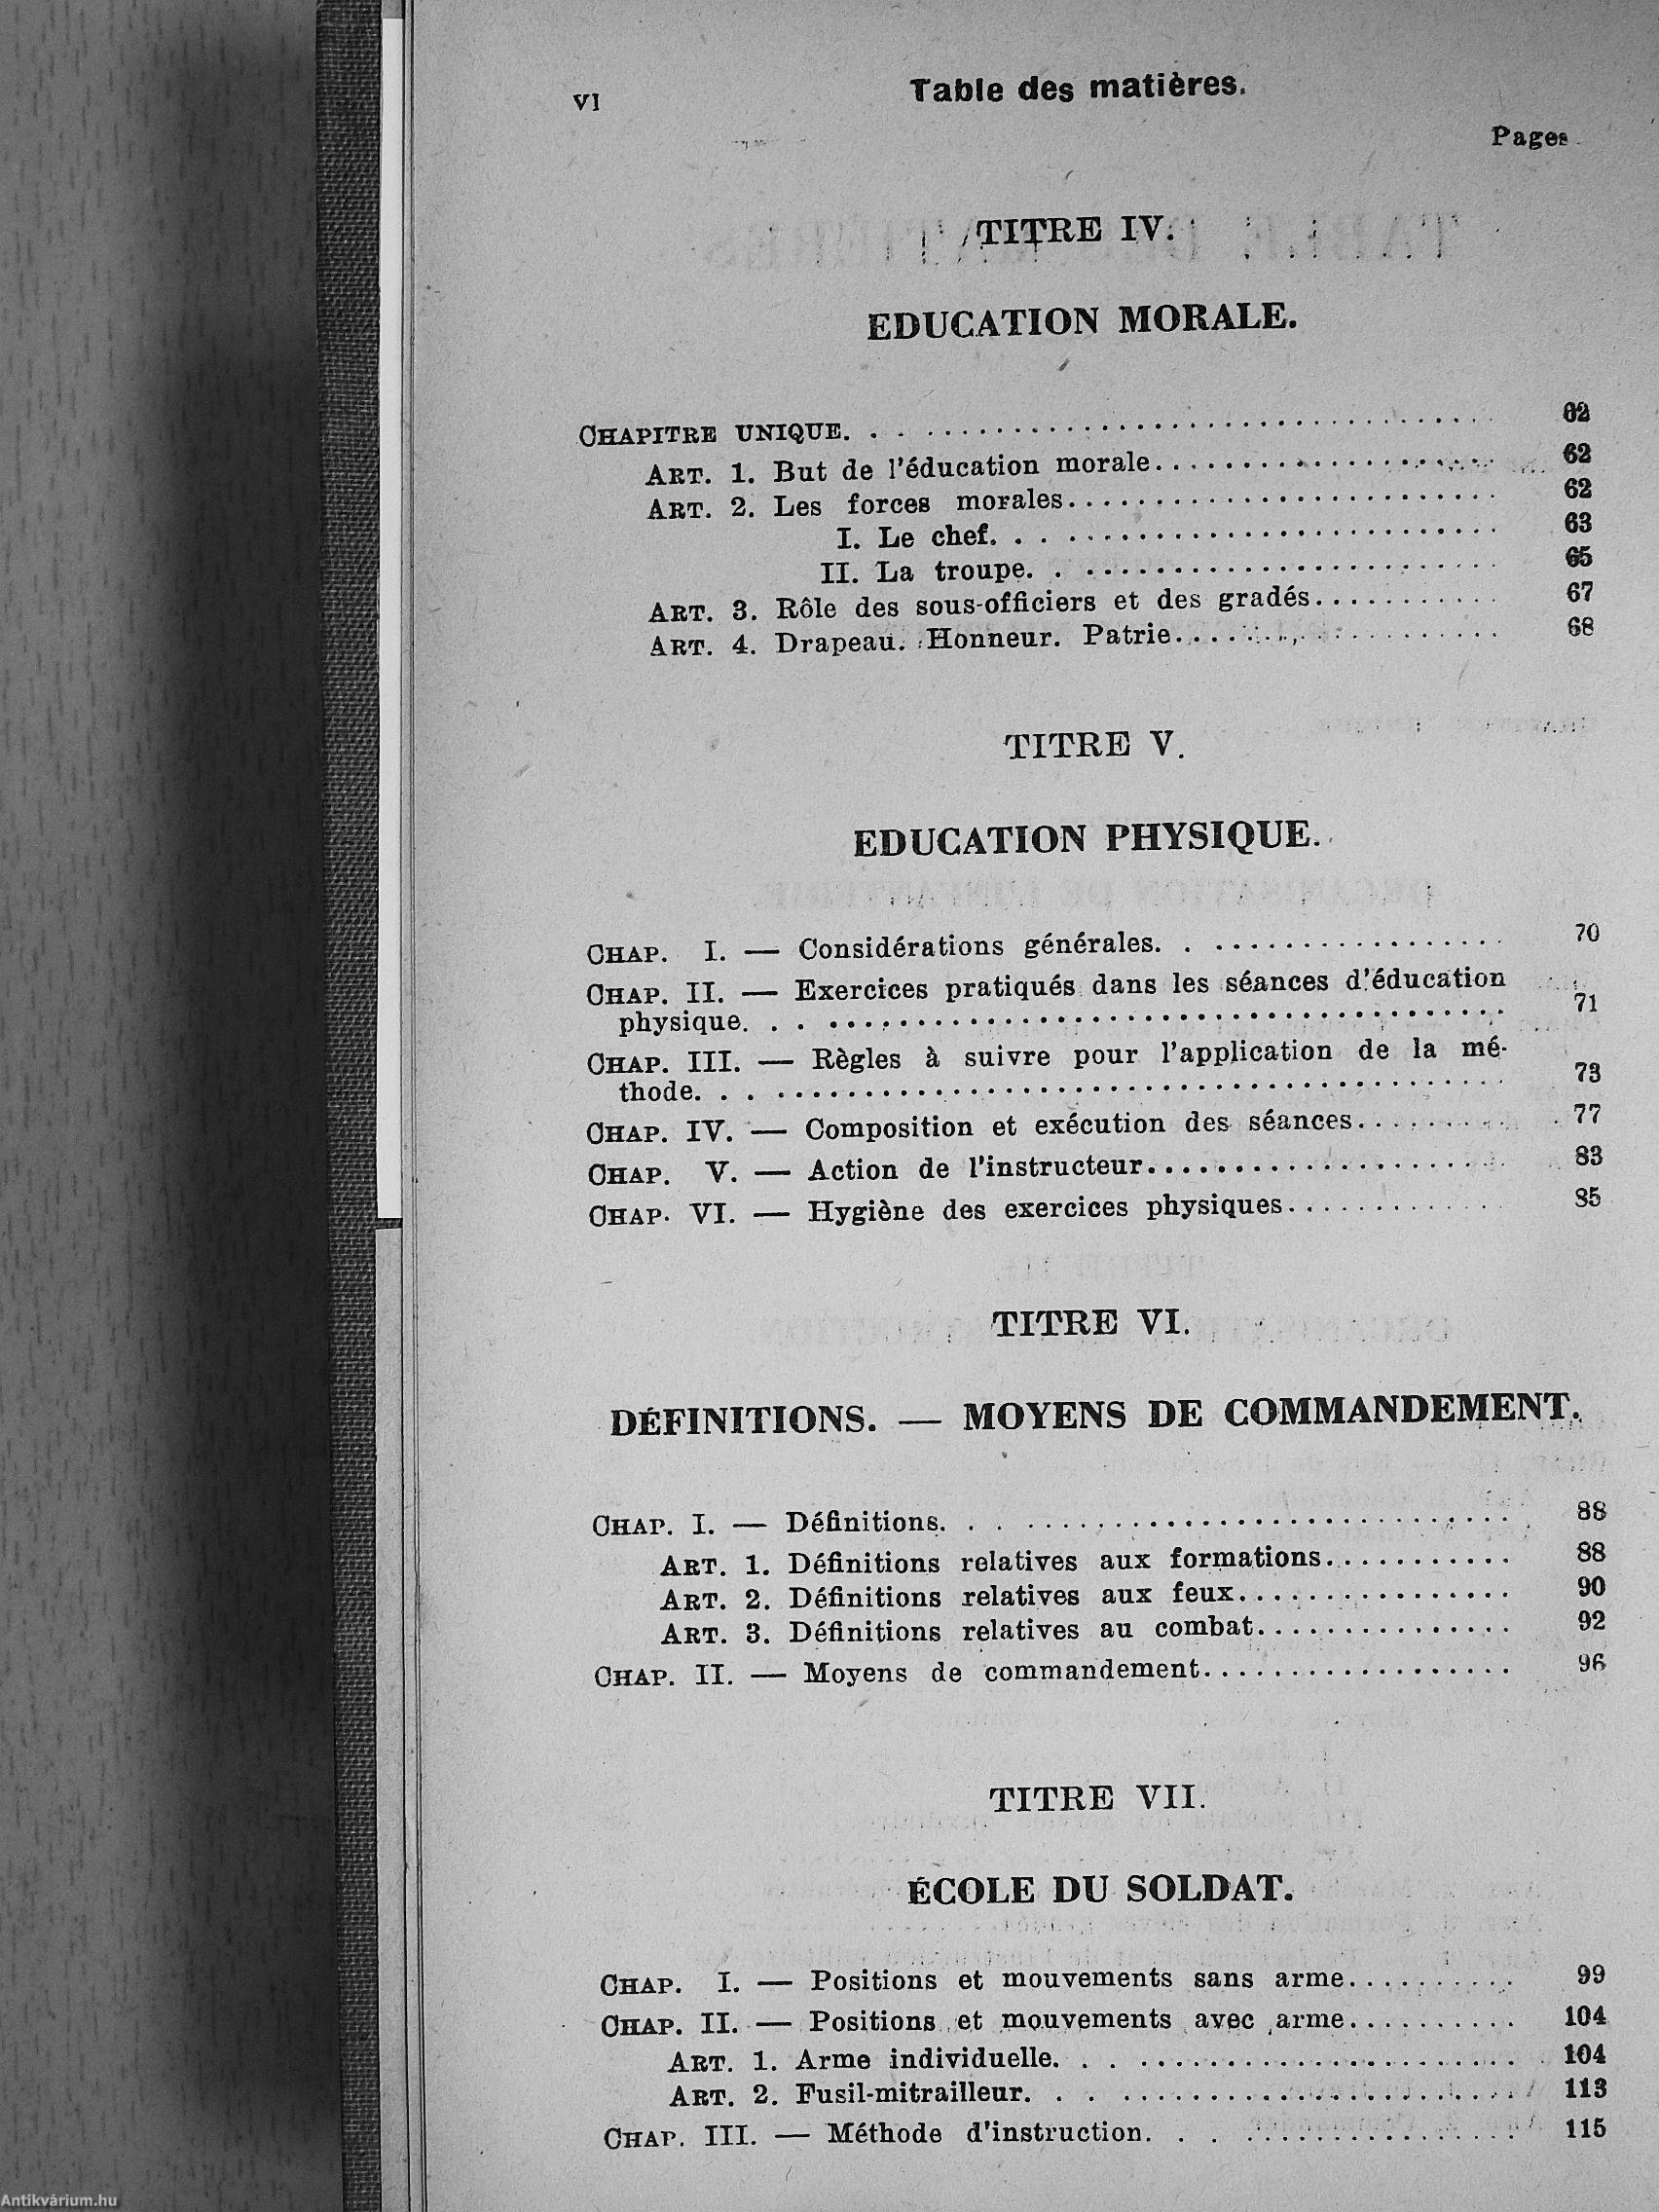 VI
Table des matières.
Pages
TITRE IV.
EDUCATION MORALE.
CHAPITRE UNIQUE. . . . . . . . . . 62
ART. 1. But de l'éducation morale.......... 62
ART. 2. Les forces morales.......... 62
I. Le chef. . . .......... 63
II. La troupe. . .......... 65
ART. 3. Rôle des sous-officiers et des gradés.......... 67
ART. 4. Drapeau. Honneur. Patrie.......... 68
TITRE V.
EDUCATION PHYSIQUE.
CHAP. I. — Considérations générales. . .......... 70
CHAP. II. — Exercices pratiqués dans les séances d'éducation
physique. . . .......... 71
CHAP. III. — Règles à suivre pour l'application de la mé-
thode. . . .......... 73
CHAP. IV. — Composition et exécution des séances.......... 77
CHAP. V. — Action de l'instructeur.......... 83
CHAP. VI. — Hygiène des exercices physiques.......... 85
TITRE VI.
DÉFINITIONS. — MOYENS DE COMMANDEMENT.
CHAP. I. — Définitions. . . .......... 88
ART. 1. Définitions relatives aux formations.......... 88
ART. 2. Définitions relatives aux feux.......... 90
ART. 3. Définitions relatives au combat.......... 92
CHAP. II. — Moyens de commandement.......... 96
TITRE VII.
ÉCOLE DU SOLDAT.
CHAP. I. — Positions et mouvements sans arme.......... 99
CHAP. II. — Positions et mouvements avec arme.......... 104
ART. 1. Arme individuelle. . . .......... 104
ART. 2. Fusil-mitrailleur. . . .......... 113
CHAP. III. — Méthode d'instruction. . . .......... 115
Antikvárium.hu